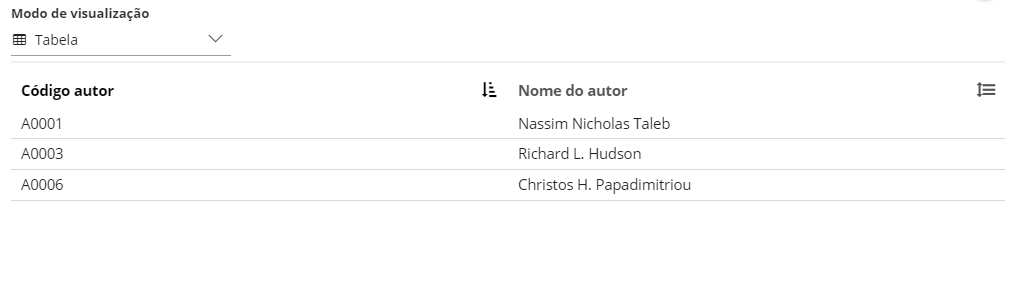 Modo de visualização
Tabela
Código autor Nome do autor
A0001 Nassim Nicholas Taleb
A0003 Richard L. Hudson
A0006 Christos H. Papadimitriou